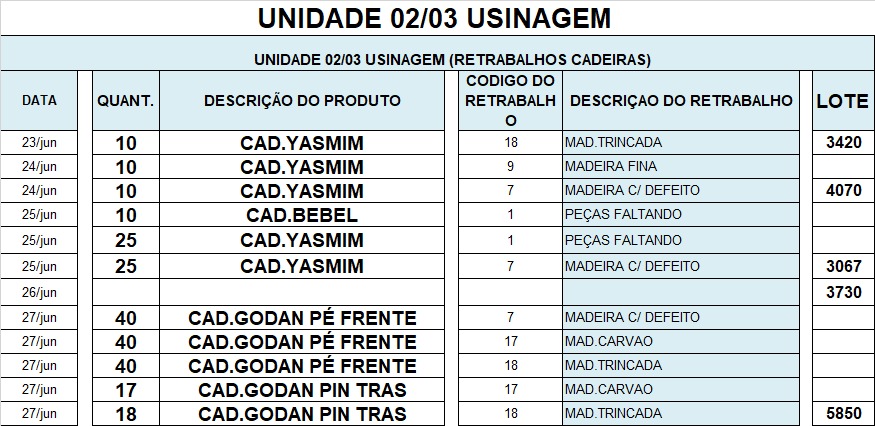 UNIDADE 02/03 USINAGEM
UNIDADE 02/03 USINAGEM (RETRABALHOS CADEIRAS)
DATA QUANT. DESCRIÇÃO DO PRODUTO CODIGO DO RETRABALHO DESCRIÇAO DO RETRABALHO LOTE
23/jun 10 CAD.YASMIM 18 MAD.TRINCADA 3420
24/jun 10 CAD.YASMIM 9 MADEIRA FINA
24/jun 10 CAD.YASMIM 7 MADEIRA C/ DEFEITO 4070
25/jun 10 CAD.BEBEL 1 PEÇAS FALTANDO
25/jun 25 CAD.YASMIM 1 PEÇAS FALTANDO
25/jun 25 CAD.YASMIM 7 MADEIRA C/ DEFEITO 3067
26/jun 3730
27/jun 40 CAD.GODAN PÉ FRENTE 7 MADEIRA C/ DEFEITO
27/jun 40 CAD.GODAN PÉ FRENTE 17 MAD.CARVAO
27/jun 40 CAD.GODAN PÉ FRENTE 18 MAD.TRINCADA
27/jun 17 CAD.GODAN PIN TRAS 17 MAD.CARVAO
27/jun 18 CAD.GODAN PIN TRAS 18 MAD.TRINCADA 5850